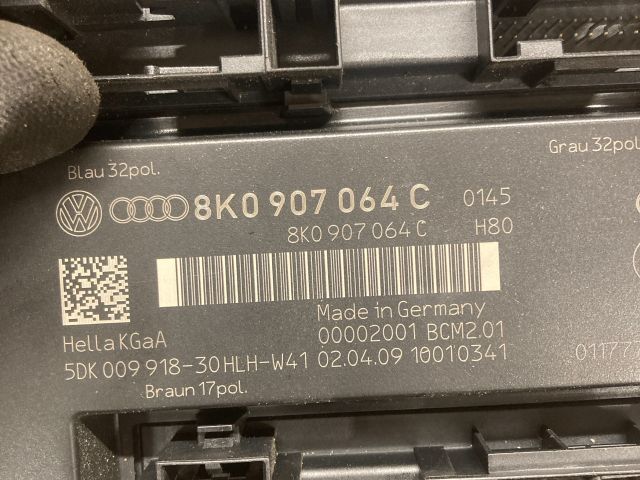 Blau 32pol.
Grau 32pol
8K0 907 064 C 0145
8K0 907 064 C H80
Made in Germany
Hella KGaA 00002001 BCM2.01
5DK 009 918-30 HLH-W41 02.04.09 10010341
Braun 17pol.